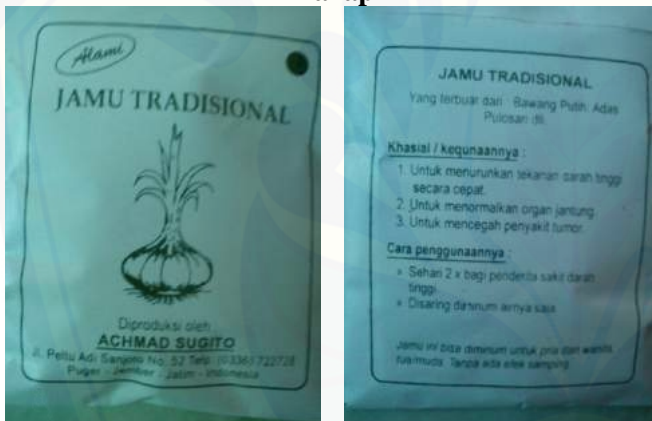 Alami
JAMU TRADISIONAL
Diproduksi oleh
ACHMAD SUGITO
Jl. Peltu Adi Sanjoto No. 52 Telp. (0336) 722728
Puger - Jember - Jatim - Indonesia
JAMU TRADISIONAL
Yang terbuat dari : Bawang Putih, Adas
Pulosari dll.
Khasiat / kegunaannya :
1. Untuk menurunkan tekanan darah tinggi
secara cepat.
2. Untuk menormalkan organ jantung.
3. Untuk mencegah penyakit tumor.
Cara penggunaannya :
Sehari 2 x bagi penderita sakit darah
tinggi.
Disaring diminum airnya saja
Jamu ini bisa diminum untuk pria dan wanita,
tua/muda. Tanpa ada efek samping